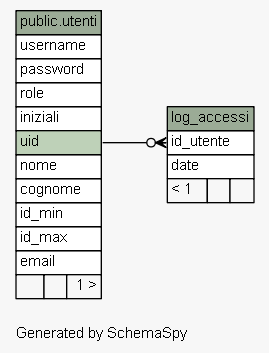 public.utenti
username
password
role
iniziali
uid
nome
cognome
id_min
id_max
email
1 >
log_accessi
id_utente
date
< 1
Generated by SchemaSpy